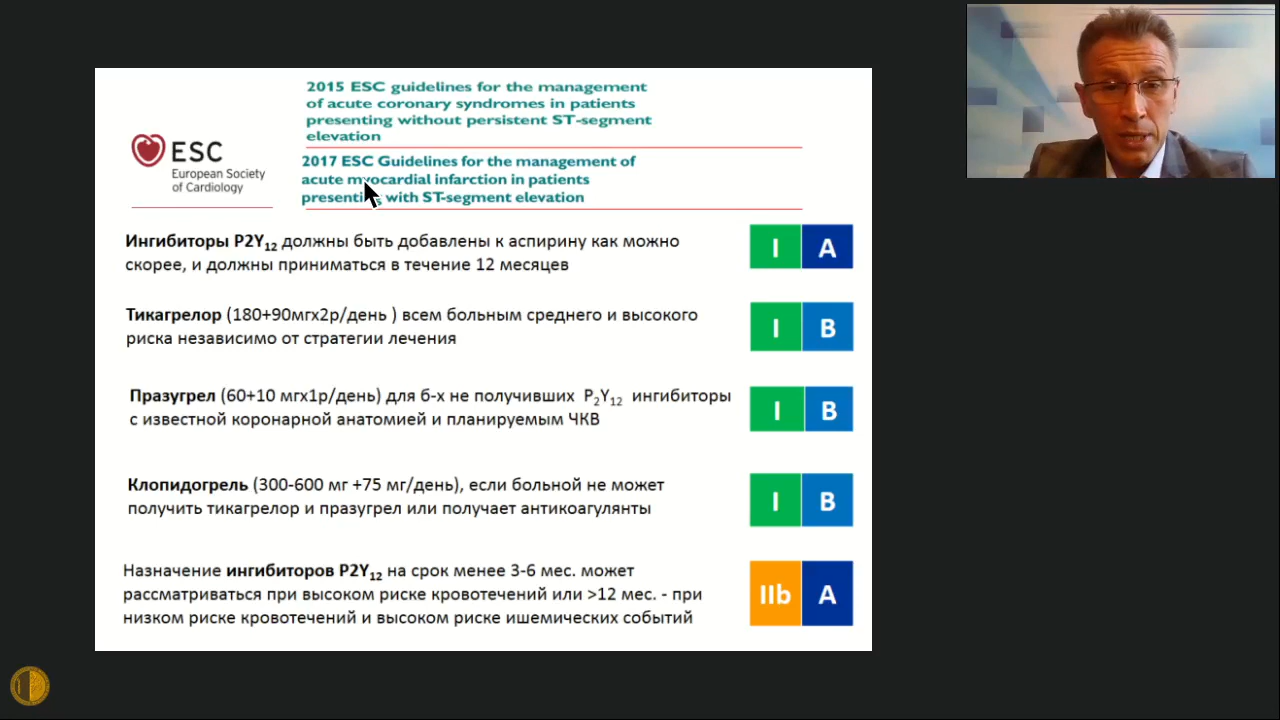 2015 ESC guidelines for the management
of acute coronary syndromes in patients
presenting without persistent ST-segment
elevation
ESC
European Society
of Cardiology
2017 ESC Guidelines for the management of
acute myocardial infarction in patients
presenting with ST-segment elevation
Ингибиторы P2Y12 должны быть добавлены к аспирину как можно
скорее, и должны приниматься в течение 12 месяцев
I A
Тикагрелор (180+90мгх2р/день ) всем больным среднего и высокого
риска независимо от стратегии лечения
I B
Празугрел (60+10 мгх1р/день) для б-х не получивших P2Y12 ингибиторы
с известной коронарной анатомией и планируемым ЧКВ
I B
Клопидогрель (300-600 мг +75 мг/день), если больной не может
получить тикагрелор и празугрел или получает антикоагулянты
I B
Назначение ингибиторов P2Y12 на срок менее 3-6 мес. может
рассматриваться при высоком риске кровотечений или >12 мес. - при
низком риске кровотечений и высоком риске ишемических событий
IIb A